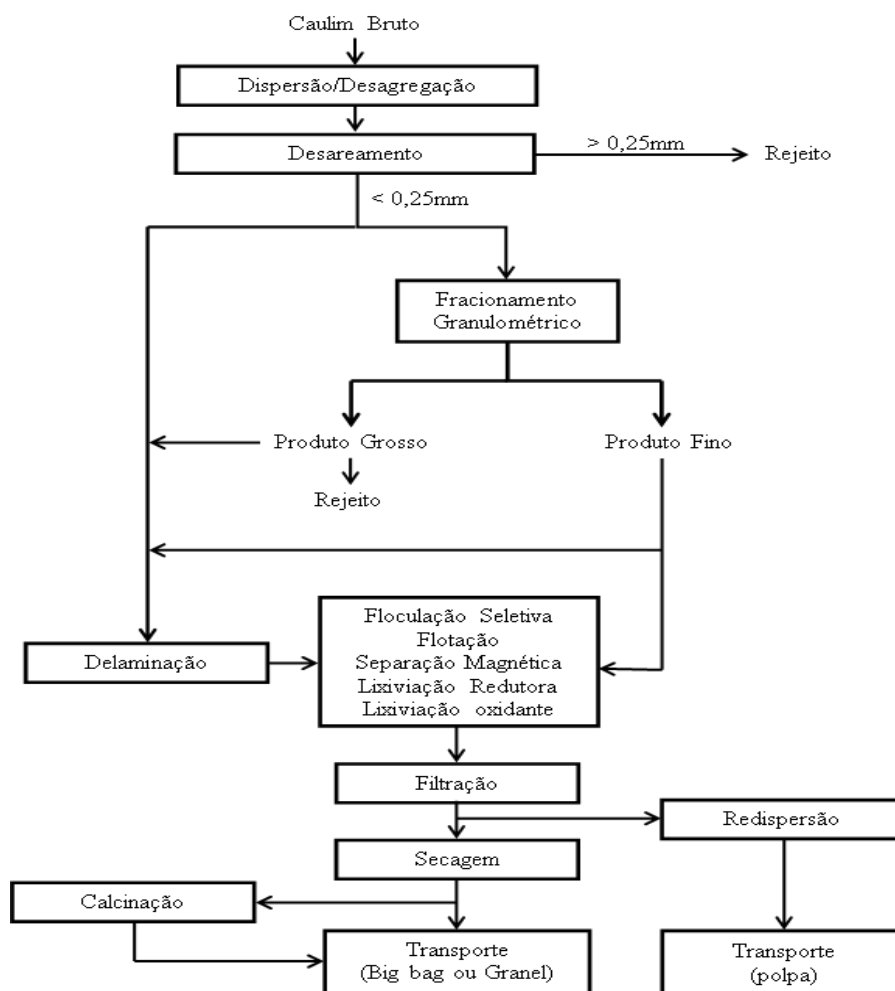 Caulim Bruto
Dispersão/Desagregação
Desareamento
> 0,25mm
Rejeito
< 0,25mm
Fracionamento
Granulométrico
Produto Grosso
Produto Fino
Rejeito
Delaminação
Floculação Seletiva
Flotação
Separação Magnética
Lixiviação Redutora
Lixiviação oxidante
Filtração
Redispersão
Secagem
Calcinação
Transporte
(Big bag ou Granel)
Transporte
(polpa)